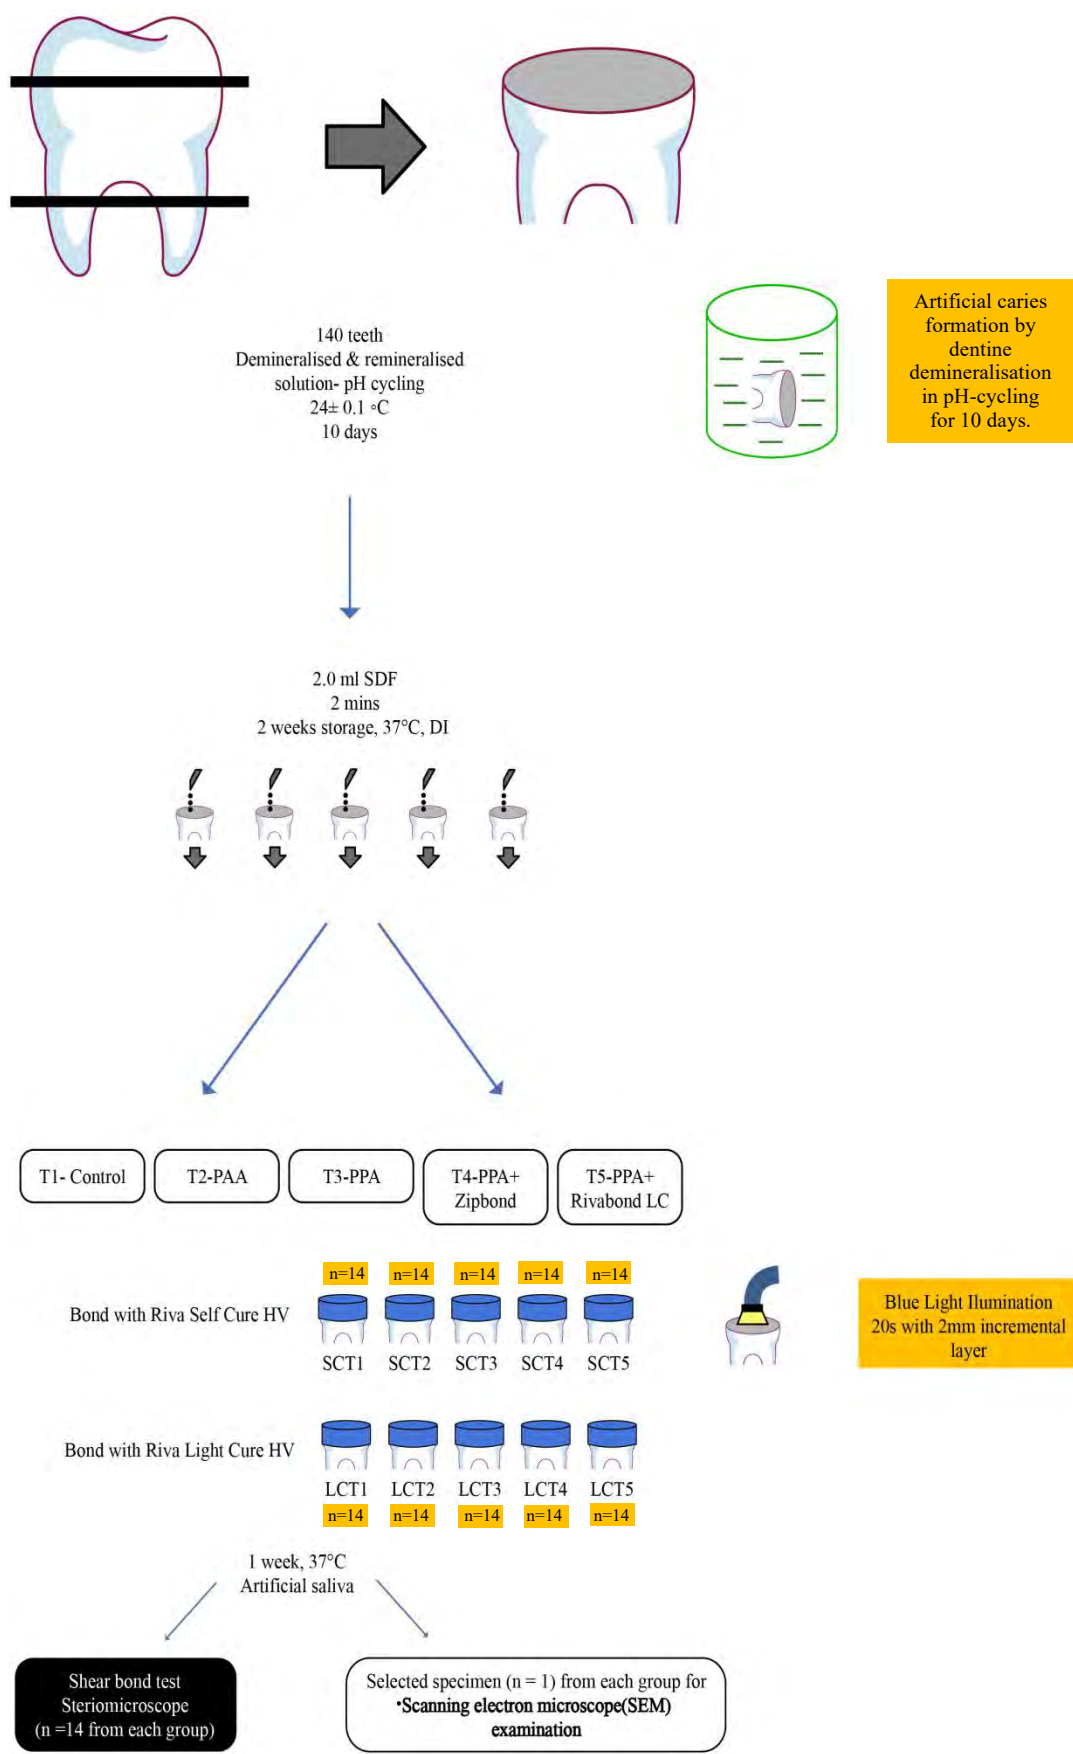 140 teeth
Demineralised & remineralised
solution- pH cycling
24± 0.1 °C
10 days
Artificial caries
formation by
dentine
demineralisation
in pH-cycling
for 10 days.
2.0 ml SDF
2 mins
2 weeks storage, 37°C, DI
T1- Control
T2-PAA
T3-PPA
T4-PPA+
Zipbond
T5-PPA+
Rivabond LC
n=14 n=14 n=14 n=14 n=14
Bond with Riva Self Cure HV
SCT1 SCT2 SCT3 SCT4 SCT5
Blue Light Ilumination
20s with 2mm incremental
layer
Bond with Riva Light Cure HV
LCT1 LCT2 LCT3 LCT4 LCT5
n=14 n=14 n=14 n=14 n=14
1 week, 37°C
Artificial saliva
Shear bond test
Steriomicroscope
(n =14 from each group)
Selected specimen (n = 1) from each group for
•Scanning electron microscope(SEM)
examination